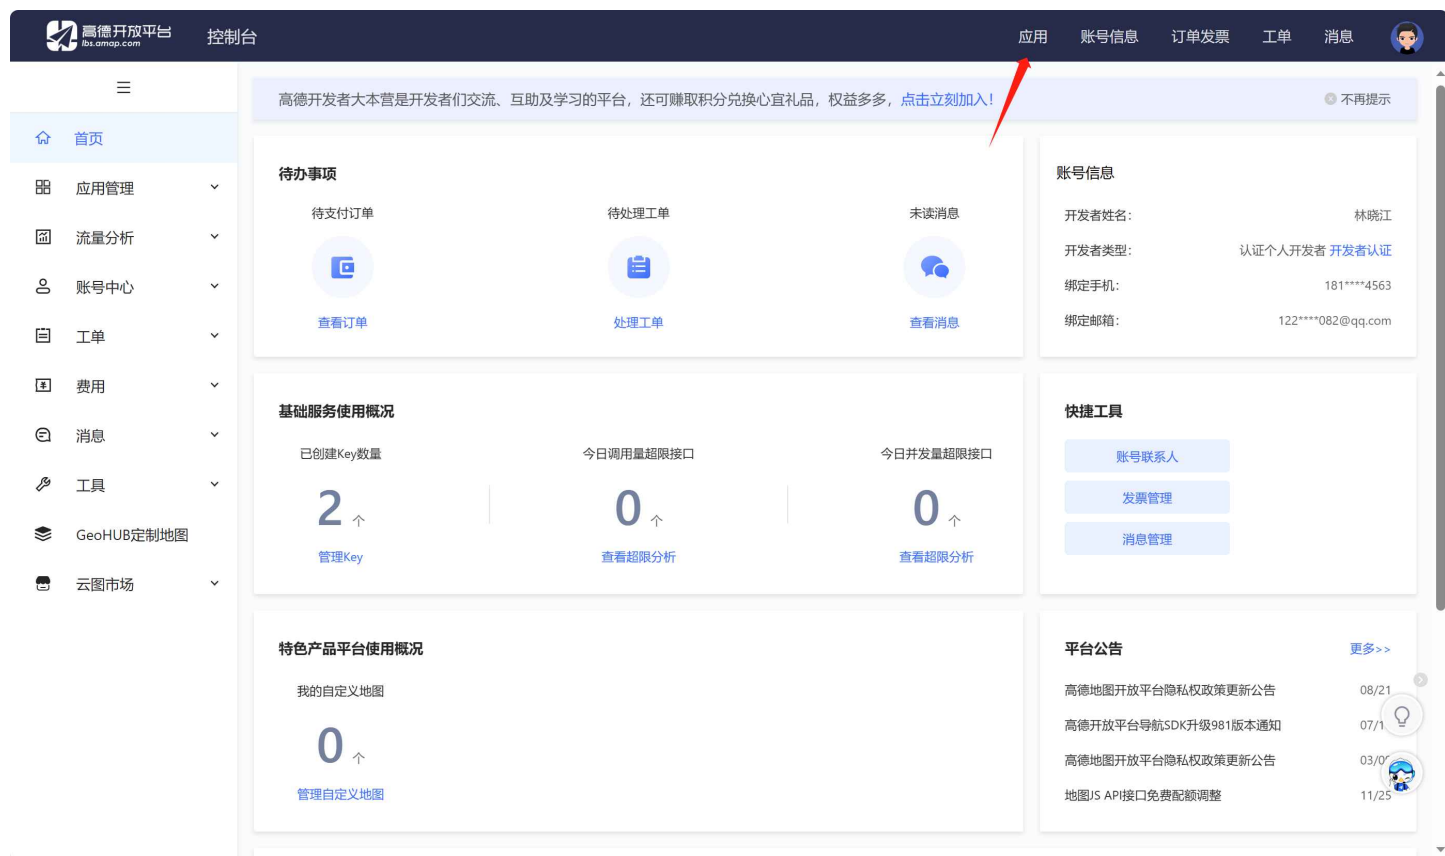 高德开放平台
lbs.amap.com
控制台
应用
账号信息
订单发票
工单
消息
高德开发者大本营是开发者们交流、互助及学习的平台，还可赚取积分兑换心宜礼品，权益多多，点击立刻加入！
不再提示
首页
应用管理
流量分析
账号中心
工单
费用
消息
工具
GeoHUB定制地图
云图市场
待办事项
待支付订单
待处理工单
未读消息
查看订单
处理工单
查看消息
账号信息
开发者姓名：
林晓江
开发者类型：
认证个人开发者 开发者认证
绑定手机：
181****4563
绑定邮箱：
122****082@qq.com
基础服务使用概况
已创建Key数量
今日调用量超限接口
今日并发量超限接口
2 个
0 个
0 个
管理Key
查看超限分析
查看超限分析
快捷工具
账号联系人
发票管理
消息管理
特色产品平台使用概况
我的自定义地图
0 个
管理自定义地图
平台公告
更多>>
高德地图开放平台隐私权政策更新公告
08/21
高德开放平台导航SDK升级981版本通知
07/1
高德地图开放平台隐私权政策更新公告
03/0
地图JS API接口免费配额调整
11/25